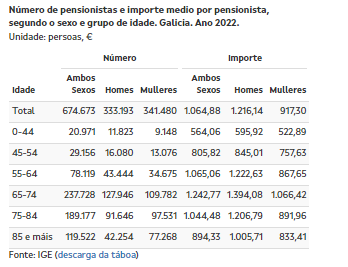 Número de pensionistas e importe medio por pensionista,
segundo o sexo e grupo de idade. Galicia. Ano 2022.
Unidade: persoas, €
Número Importe
Idade Ambos Sexos Homes Mulleres Ambos Sexos Homes Mulleres
Total 674.673 333.193 341.480 1.064,88 1.216,14 917,30
0-44 20.971 11.823 9.148 564,06 595,92 522,89
45-54 29.156 16.080 13.076 805,82 845,01 757,63
55-64 78.119 43.444 34.675 1.065,06 1.222,63 867,65
65-74 237.728 127.946 109.782 1.242,77 1.394,08 1.066,42
75-84 189.177 91.646 97.531 1.044,48 1.206,79 891,96
85 e máis 119.522 42.254 77.268 894,33 1.005,71 833,41
Fonte: IGE (descarga da táboa)